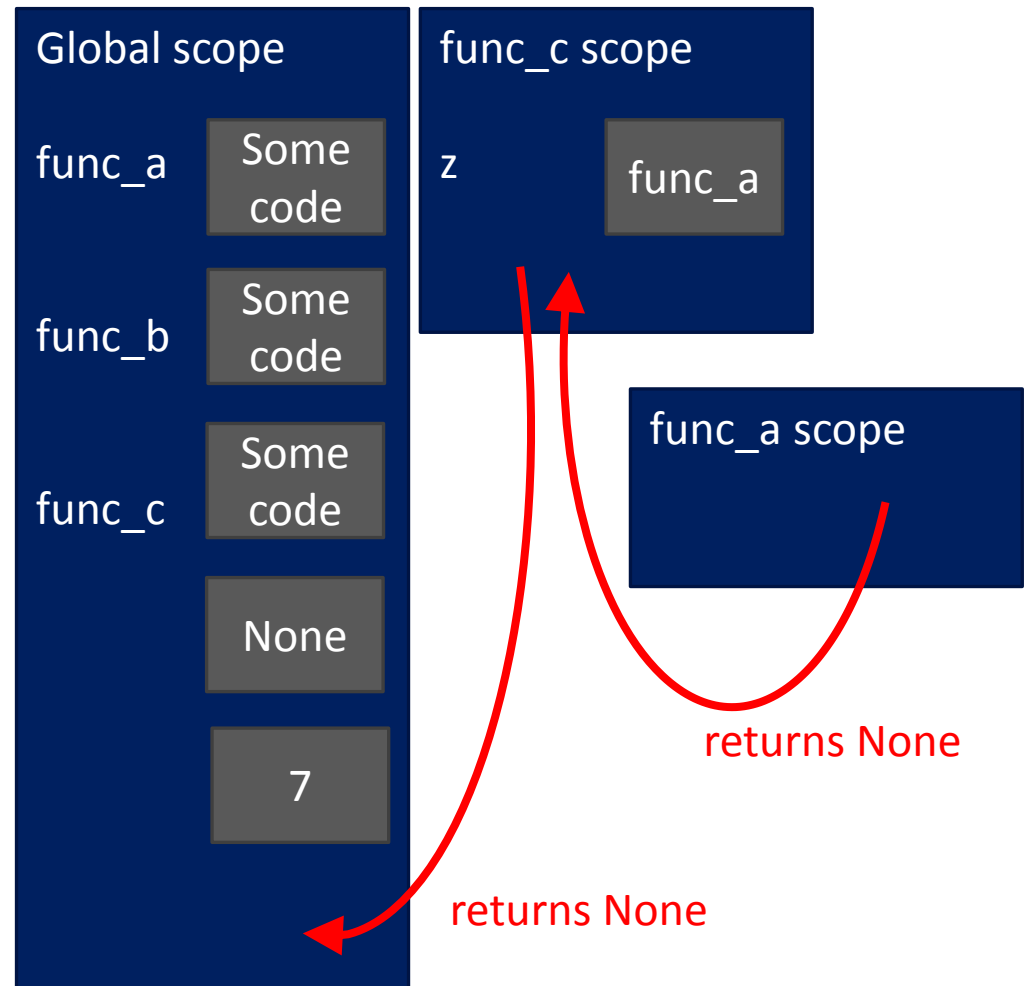 Global scope
func_a
Some
code
func_b
Some
code
func_c
Some
code
None
7
func_c scope
z
func_a
func_a scope
returns None
returns None